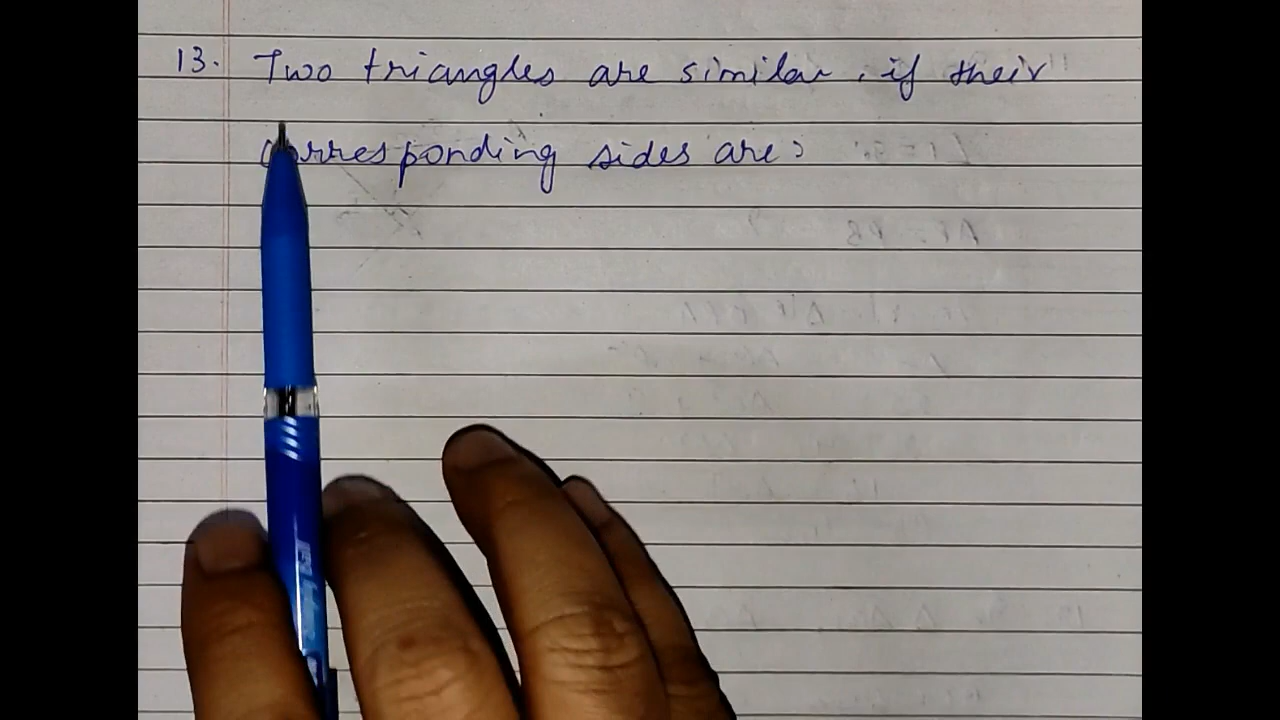 13. Two triangles are similar, if their
corresponding sides are: